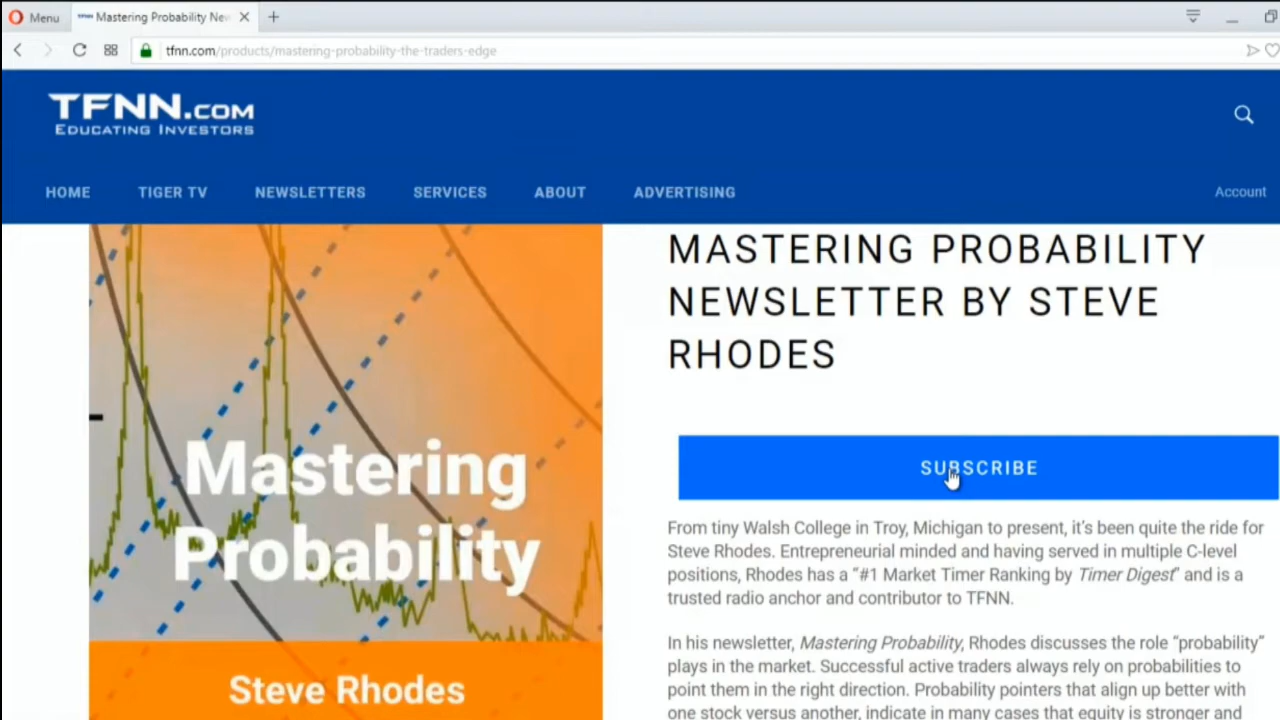 Menu
Mastering Probability New
tfnn.com/products/mastering-probability-the-traders-edge
TFNN.COM
EDUCATING INVESTORS
HOME TIGER TV NEWSLETTERS SERVICES ABOUT ADVERTISING Account
Mastering
Probability
Steve Rhodes
MASTERING PROBABILITY
NEWSLETTER BY STEVE
RHODES
SUBSCRIBE
From tiny Walsh College in Troy, Michigan to present, it's been quite the ride for
Steve Rhodes. Entrepreneurial minded and having served in multiple C-level
positions, Rhodes has a "#1 Market Timer Ranking by Timer Digest" and is a
trusted radio anchor and contributor to TFNN.
In his newsletter, Mastering Probability, Rhodes discusses the role "probability"
plays in the market. Successful active traders always rely on probabilities to
point them in the right direction. Probability pointers that align up better with
one stock versus another, indicate in many cases that equity is stronger and